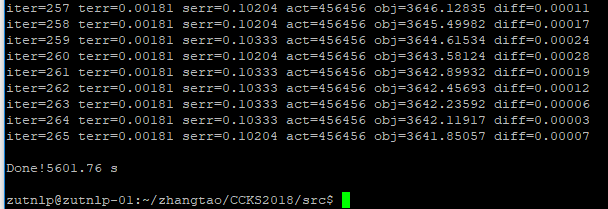 iter=257 terr=0.00181 serr=0.10204 act=456456 obj=3646.12835 diff=0.00011
iter=258 terr=0.00181 serr=0.10204 act=456456 obj=3645.49982 diff=0.00017
iter=259 terr=0.00181 serr=0.10333 act=456456 obj=3644.61534 diff=0.00024
iter=260 terr=0.00181 serr=0.10204 act=456456 obj=3643.58124 diff=0.00028
iter=261 terr=0.00181 serr=0.10333 act=456456 obj=3642.89932 diff=0.00019
iter=262 terr=0.00181 serr=0.10333 act=456456 obj=3642.45693 diff=0.00012
iter=263 terr=0.00181 serr=0.10333 act=456456 obj=3642.23592 diff=0.00006
iter=264 terr=0.00181 serr=0.10333 act=456456 obj=3642.11917 diff=0.00003
iter=265 terr=0.00181 serr=0.10204 act=456456 obj=3641.85057 diff=0.00007
Done!5601.76 s
zutnlp@zutnlp-01:~/zhangtao/CCKS2018/src$